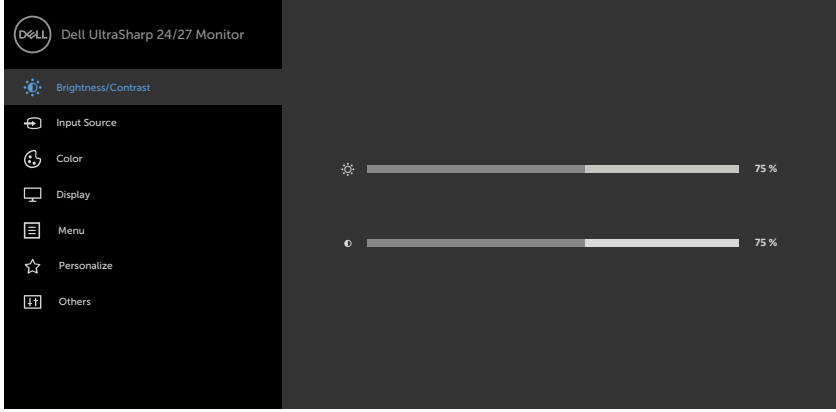 DELL
Dell UltraSharp 24/27 Monitor
Brightness/Contrast
Input Source
Color
Display
Menu
Personalize
Others
75 %
75 %